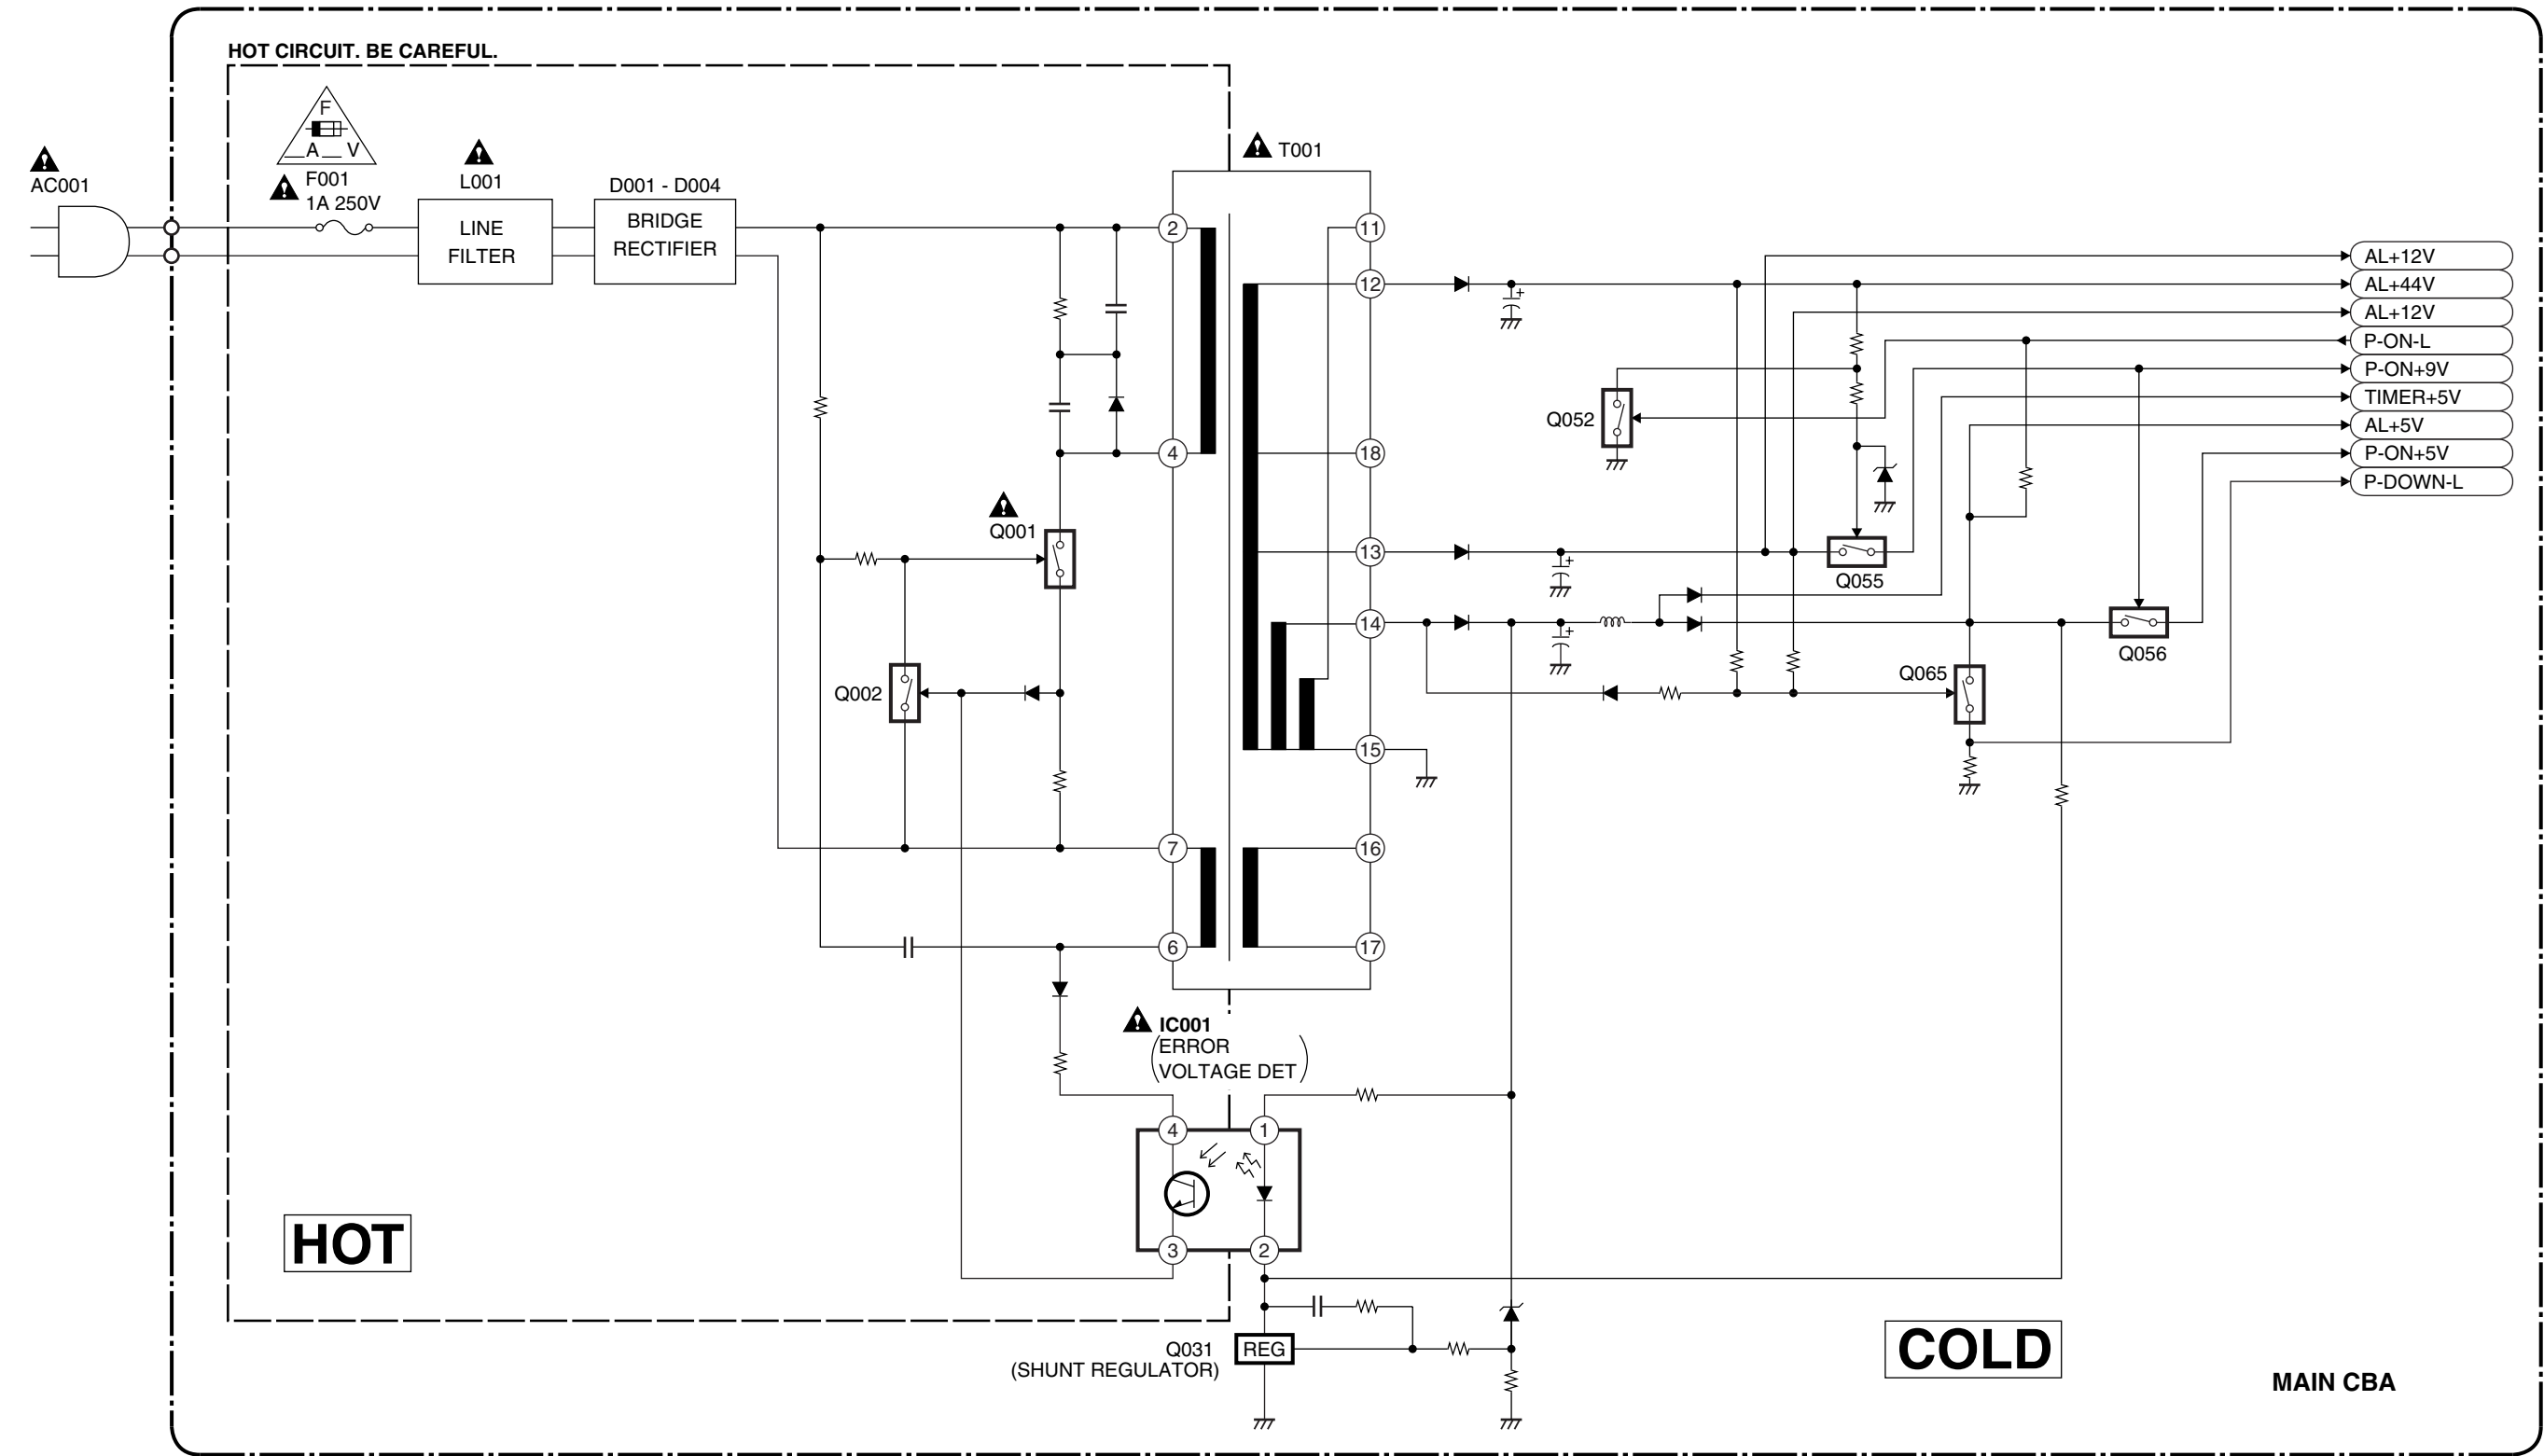 HOT CIRCUIT. BE CAREFUL.
F
A V
AC001
F001
1A 250V
L001
LINE
FILTER
D001 - D004
BRIDGE
RECTIFIER
T001
2
4
7
6
11
12
18
13
14
15
16
17
Q001
Q002
Q052
Q055
Q056
Q065
AL+12V
AL+44V
AL+12V
P-ON-L
P-ON+9V
TIMER+5V
AL+5V
P-ON+5V
P-DOWN-L
IC001
ERROR
VOLTAGE DET
4
1
3
2
HOT
Q031
(SHUNT REGULATOR)
REG
COLD
MAIN CBA